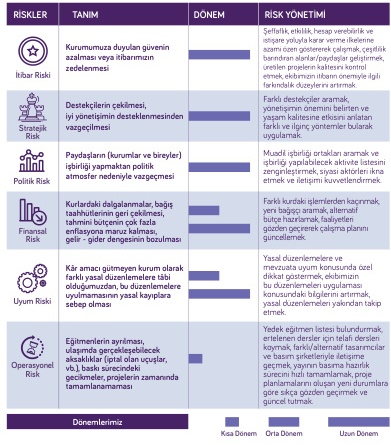 RİSKLER
TANIM
DÖNEM
RİSK YÖNETİMİ
İtibar Riski
Kurumumuza duyulan güvenin
azalması veya itibarımızın
zedelenmesi
Şeffaflık, etkililik, hesap verebilirlik ve
istişare yoluyla karar verme ilkelerine
azami özen göstererek çalışmak, çeşitlilik
barındıran alanlar/paydaşlar geliştirmek,
üretilen projelerin kalitesini kontrol
etmek, ekibimizin itibarın önemiyle ilgili
farkındalık düzeylerini artırmak.
Stratejik
Risk
Destekçilerin çekilmesi,
iyi yönetimin desteklenmesinden
vazgeçilmesi
Farklı destekçiler aramak,
yönetişimin önemini belirten ve
yaşam kalitesine etkisini anlatan
farklı ve ilginç yöntemler bularak
uygulamak.
Politik Risk
Paydaşların (kurumlar ve bireyler)
işbirliği yapmaktan politik
atmosfer nedeniyle vazgeçmesi
Muadil işbirliği ortakları aramak ve
işbirliği yapılabilecek aktivite listesini
zenginleştirmek, siyasi aktörleri ikna
etmek ve iletişimi kuvvetlendirmek.
Finansal
Risk
Kurlardaki dalgalanmalar, bağış
taahhütlerinin geri çekilmesi,
tahmini bütçenin çok fazla
enflasyona maruz kalması,
gelir - gider dengesinin bozulması
Farklı kurdaki işlemlerden kaçınmak,
yeni bağışçı aramak, alternatif
bütçe hazırlamak, faaliyetleri
gözden geçirerek çalışma planını
güncellemek.
Uyum Riski
Kâr amacı gütmeyen kurum olarak
farklı yasal düzenlemelere tâbi
olduğumuzdan, bu düzenlemelere
uyulmamasının yasal kayıplara
sebep olması
Yasal düzenlemelere ve
mevzuata uyum konusunda özel
dikkat göstermek, ekibimizin
bu düzenlemeleri uygulaması
konusundaki bilgilerini artırmak,
yasal düzenlemeleri yakından takip
etmek.
Operasyonel
Risk
Eğitmenlerin ayrılması,
ulaşımda gerçekleşebilecek
aksaklıklar (iptal olan uçuşlar,
vb.), baskı sürecindeki
gecikmeler, projelerin zamanında
tamamlanamaması
Yedek eğitmen listesi bulundurmak,
ertelenen dersler için telafi dersleri
koymak, farklı/alternatif tasarımcılar
ve basım şirketleriyle iletişime
geçmek, yayının basıma hazırlık
sürecini hızlı tamamlamak, proje
planlamalarını oluşan yeni durumlara
göre sıkça gözden geçirmek ve
güncel tutmak.
Dönemlerimiz
Kısa Dönem
Orta Dönem
Uzun Dönem